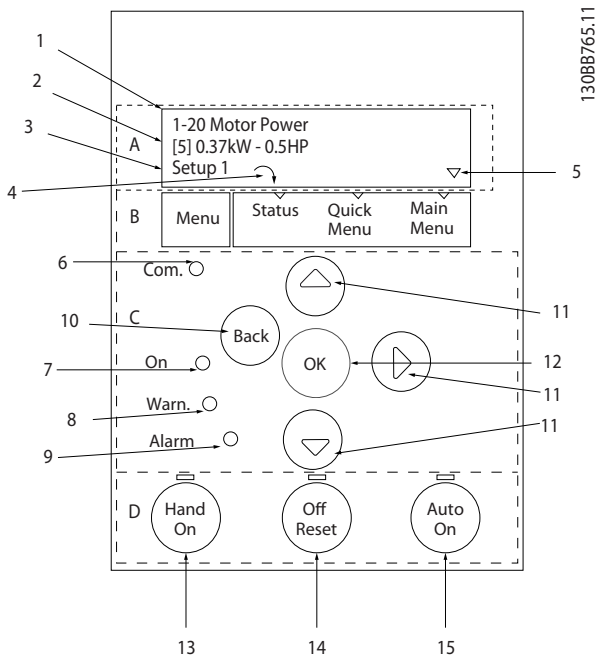 130BB765.11
1
2
3
4
A
1-20 Motor Power
[5] 0.37kW - 0.5HP
Setup 1
5
B
Menu
Status
Quick
Menu
Main
Menu
6
Com.
C
10
Back
11
OK
12
11
7
On
8
Warn.
11
9
Alarm
D
Hand
On
Off
Reset
Auto
On
13
14
15